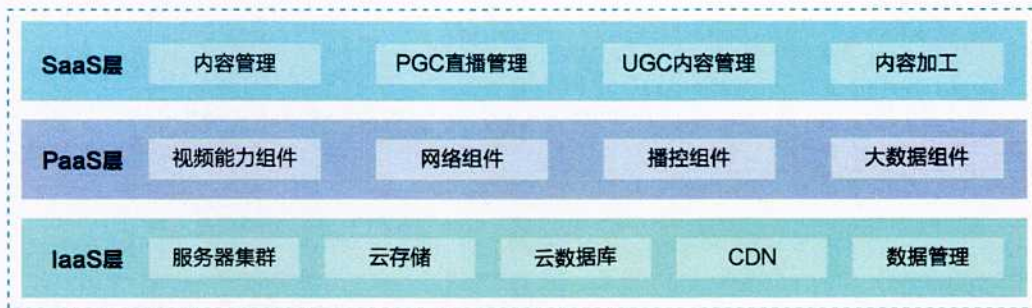 SaaS层 内容管理 PGC直播管理 UGC内容管理 内容加工
PaaS层 视频能力组件 网络组件 播控组件 大数据组件
IaaS层 服务器集群 云存储 云数据库 CDN 数据管理